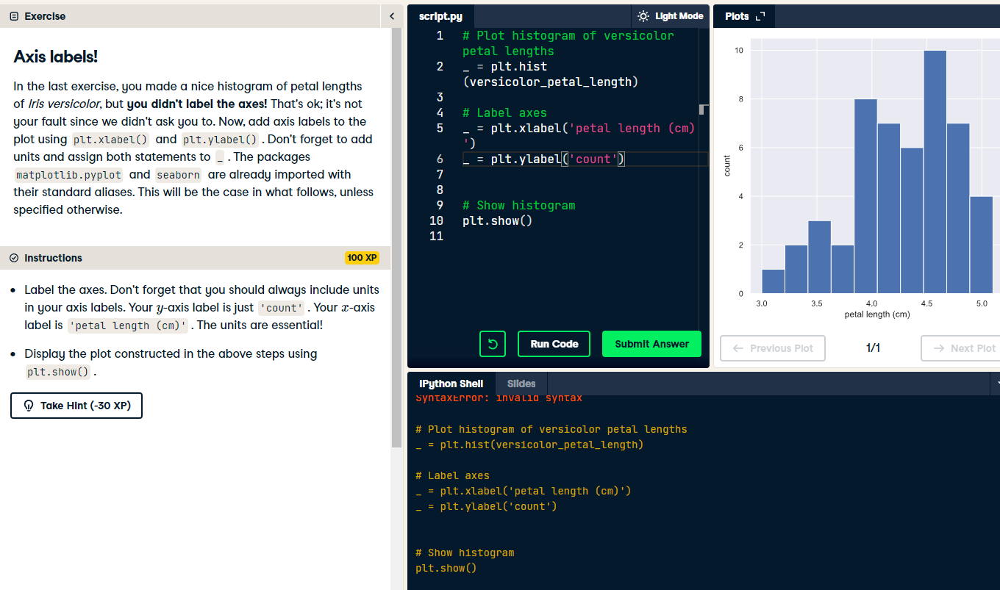 Exercise
Axis labels!
In the last exercise, you made a nice histogram of petal lengths
of Iris versicolor, but you didn't label the axes! That's ok; it's not
your fault since we didn't ask you to. Now, add axis labels to the
plot using plt.xlabel() and plt.ylabel() . Don't forget to add
units and assign both statements to _ . The packages
matplotlib.pyplot and seaborn are already imported with
their standard aliases. This will be the case in what follows, unless
specified otherwise.
Instructions
100 XP
Label the axes. Don't forget that you should always include units
in your axis labels. Your y-axis label is just 'count' . Your x-axis
label is 'petal length (cm)' . The units are essential!
Display the plot constructed in the above steps using
plt.show() .
Take Hint (-30 XP)
script.py
Light Mode
1 # Plot histogram of versicolor
petal lengths
2 _ = plt.hist
(versicolor_petal_length)
3
4 # Label axes
5 _ = plt.xlabel('petal length (cm)
')
6 _ = plt.ylabel('count')
7
8
9 # Show histogram
10 plt.show()
11
Run Code
Submit Answer
Plots
10
8
6
4
2
0
count
3.0 3.5 4.0 4.5 5.0
petal length (cm)
Previous Plot
1/1
Next Plot
IPython Shell
Slides
SyntaxError: invalid syntax
# Plot histogram of versicolor petal lengths
_ = plt.hist(versicolor_petal_length)
# Label axes
_ = plt.xlabel('petal length (cm)')
_ = plt.ylabel('count')
# Show histogram
plt.show()